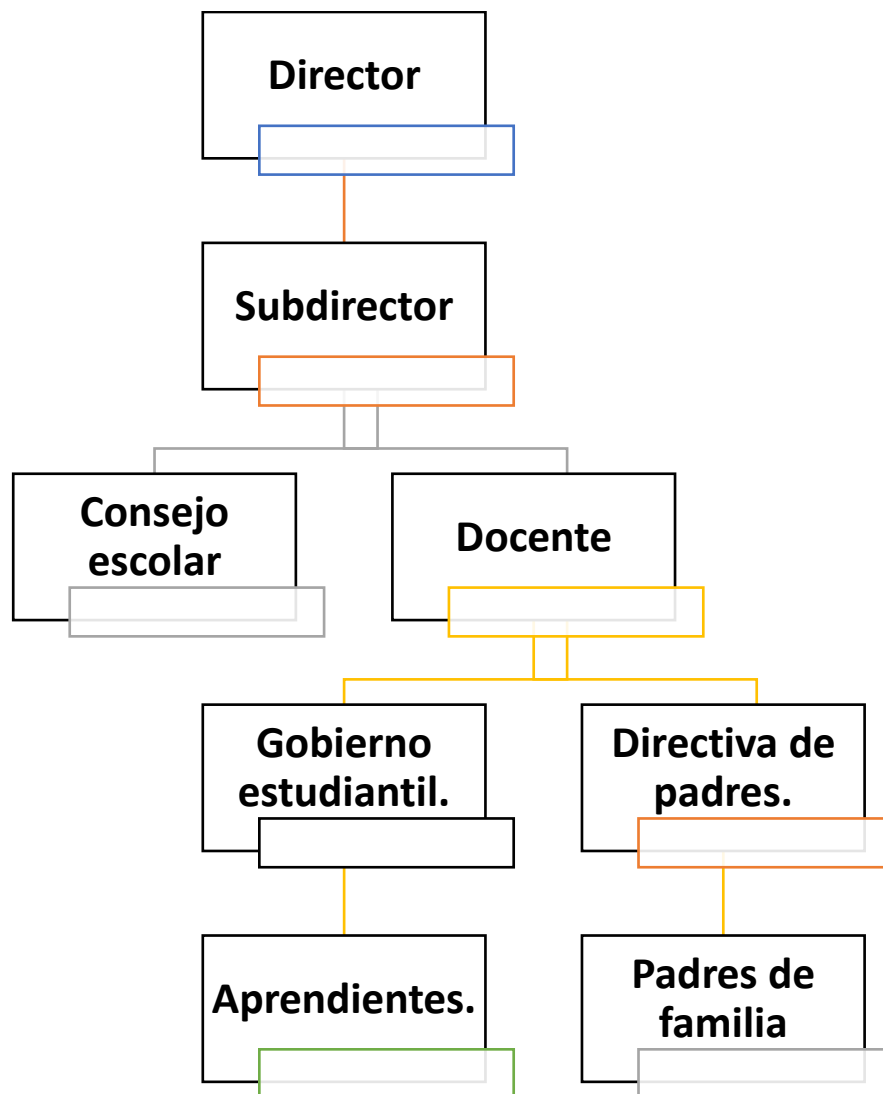 Director
Subdirector
Consejo
escolar
Docente
Gobierno
estudiantil.
Directiva de
padres.
Aprendientes.
Padres de
familia